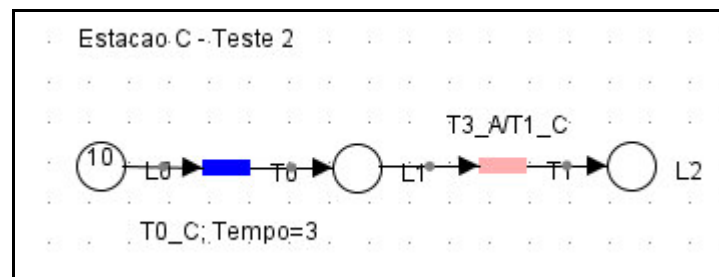 Estacao C - Teste 2
T3_A/T1_C
10 L0 T0 L1 T1 L2
T0_C; Tempo=3